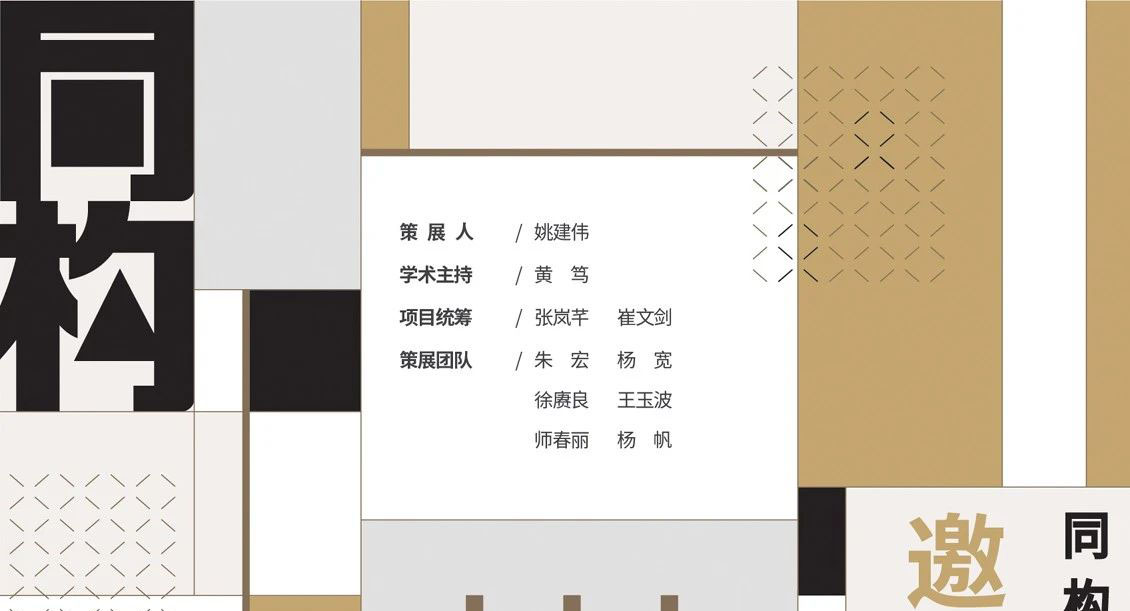 同
构
策展人 / 姚建伟
学术主持 / 黄笃
项目统筹 / 张岚芊 崔文剑
策展团队 / 朱宏 杨宽
徐赓良 王玉波
师春丽 杨帆
邀
同
构